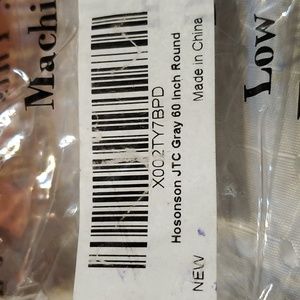 Machi
X002TY7BPD
Hosonson JTC Gray 60 Inch Round
NEW
Made in China
Low